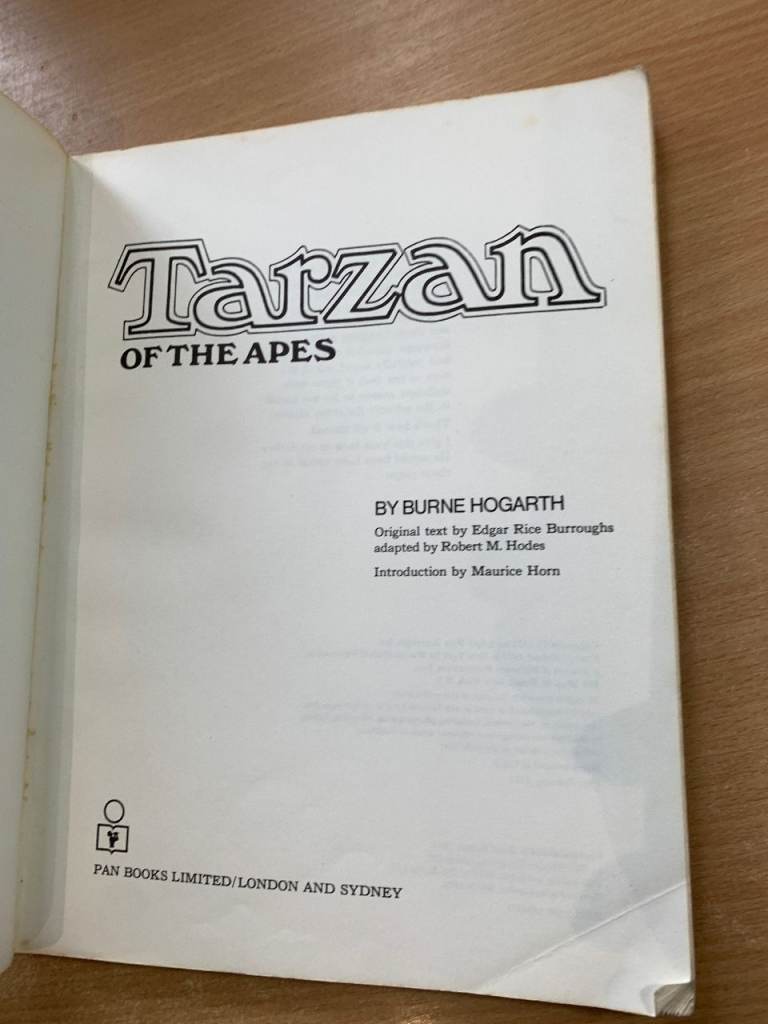 Tarzan
OF THE APES
BY BURNE HOGARTH
Original text by Edgar Rice Burroughs
adapted by Robert M. Hodes
Introduction by Maurice Horn
PAN BOOKS LIMITED/LONDON AND SYDNEY